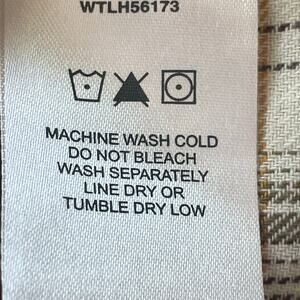 WTLH56173
MACHINE WASH COLD
DO NOT BLEACH
WASH SEPARATELY
LINE DRY OR
TUMBLE DRY LOW